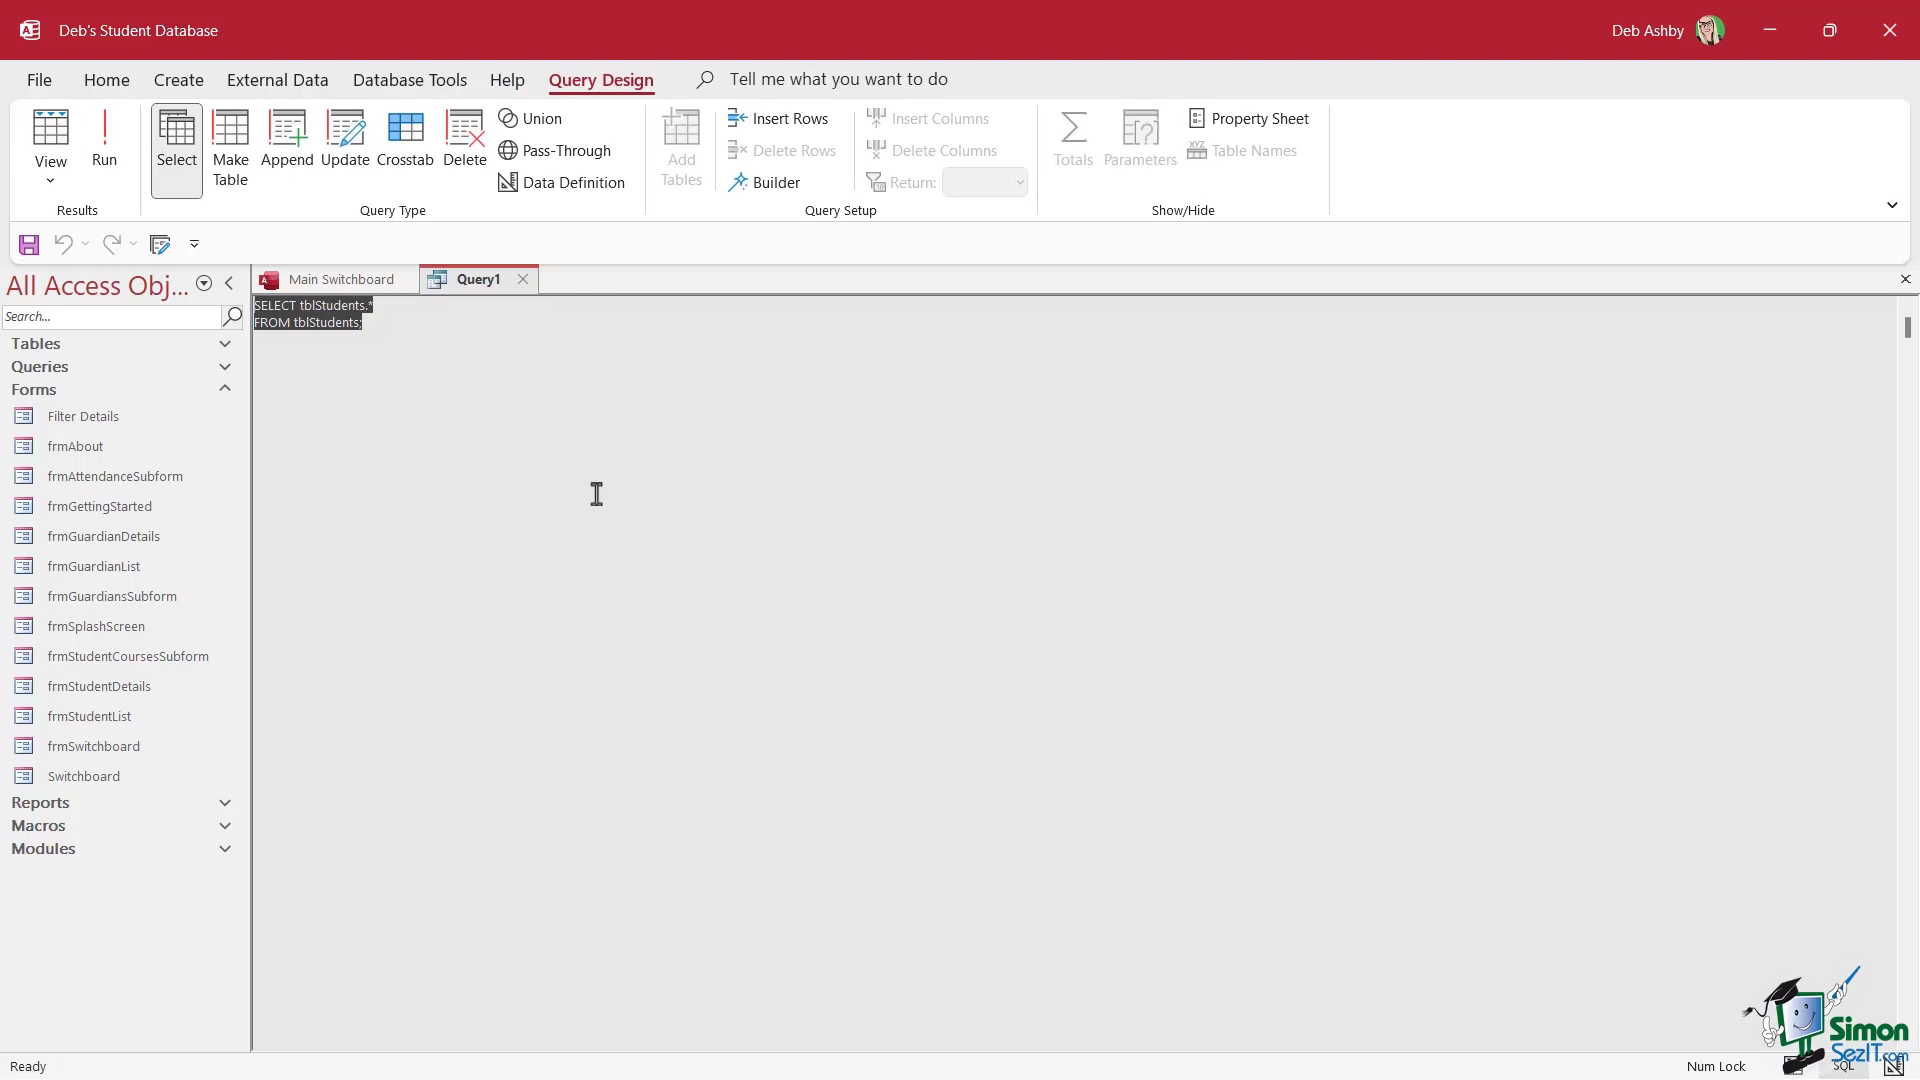 Deb's Student Database
Deb Ashby
File Home Create External Data Database Tools Help Query Design Tell me what you want to do
View
Run
Select
Make Table
Append
Update
Crosstab
Delete
Union
Pass-Through
Data Definition
Add Tables
Insert Rows
Delete Rows
Builder
Insert Columns
Delete Columns
Return:
Totals
Parameters
Property Sheet
Table Names
Results
Query Type
Query Setup
Show/Hide
All Access Obj...
Search...
Tables
Queries
Forms
Filter Details
frmAbout
frmAttendanceSubform
frmGettingStarted
frmGuardianDetails
frmGuardianList
frmGuardiansSubform
frmSplashScreen
frmStudentCoursesSubform
frmStudentDetails
frmStudentList
frmSwitchboard
Switchboard
Reports
Macros
Modules
Main Switchboard
Query1
SELECT tblStudents.*
FROM tblStudents;
Simon
SezIT.com
Ready
Num Lock
SQL